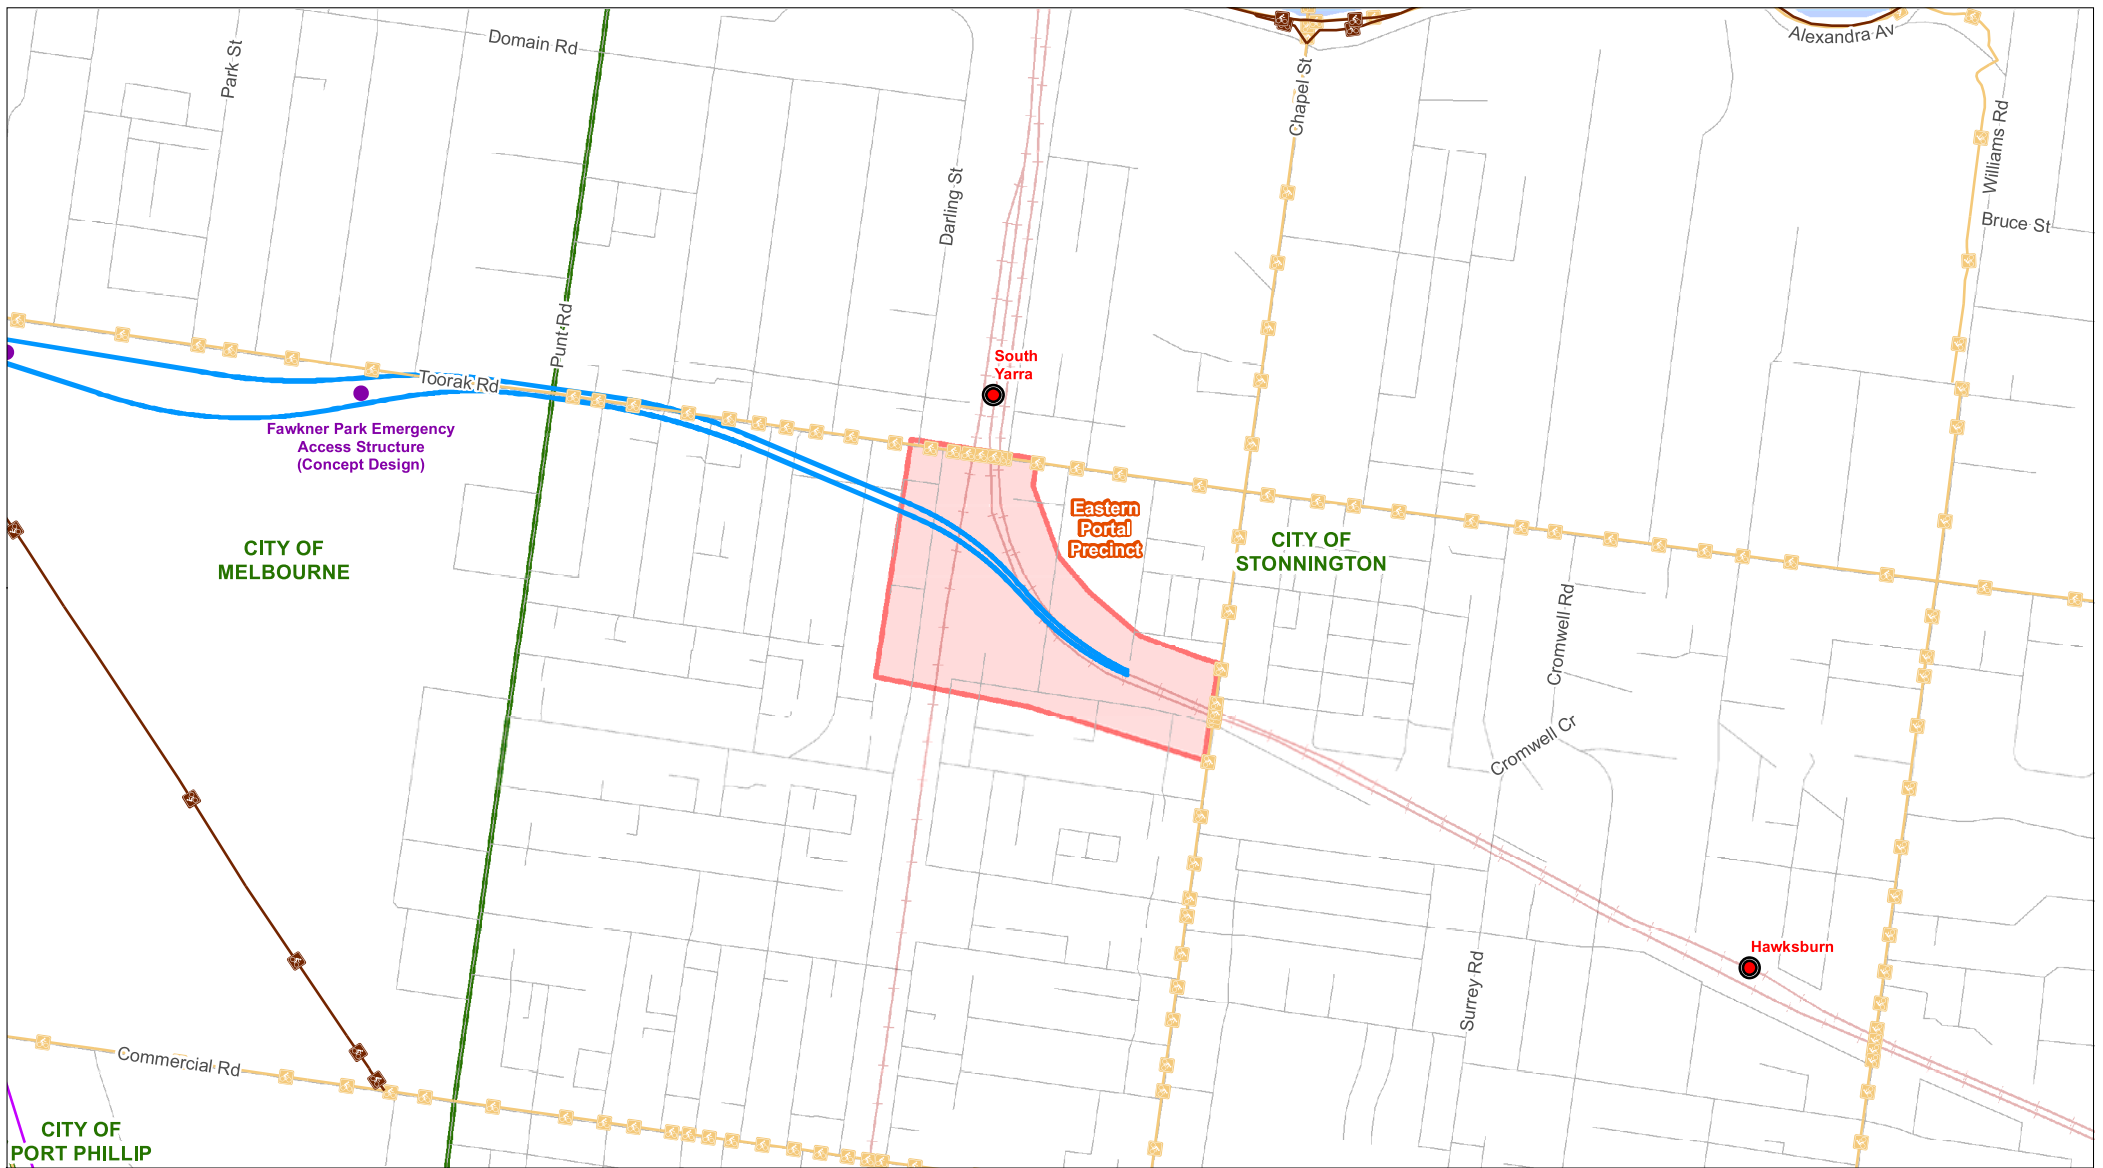 Domain Rd
Park St
Chapel St
Alexandra Av
Williams Rd
Bruce St
Darling St
Punt Rd
South
Yarra
Toorak Rd
Fawkner Park Emergency
Access Structure
(Concept Design)
Eastern
Portal
Precinct
CITY OF
MELBOURNE
CITY OF
STONNINGTON
Cromwell Rd
Cromwell Cr
Hawksburn
Surrey Rd
Commercial Rd
CITY OF
PORT PHILLIP